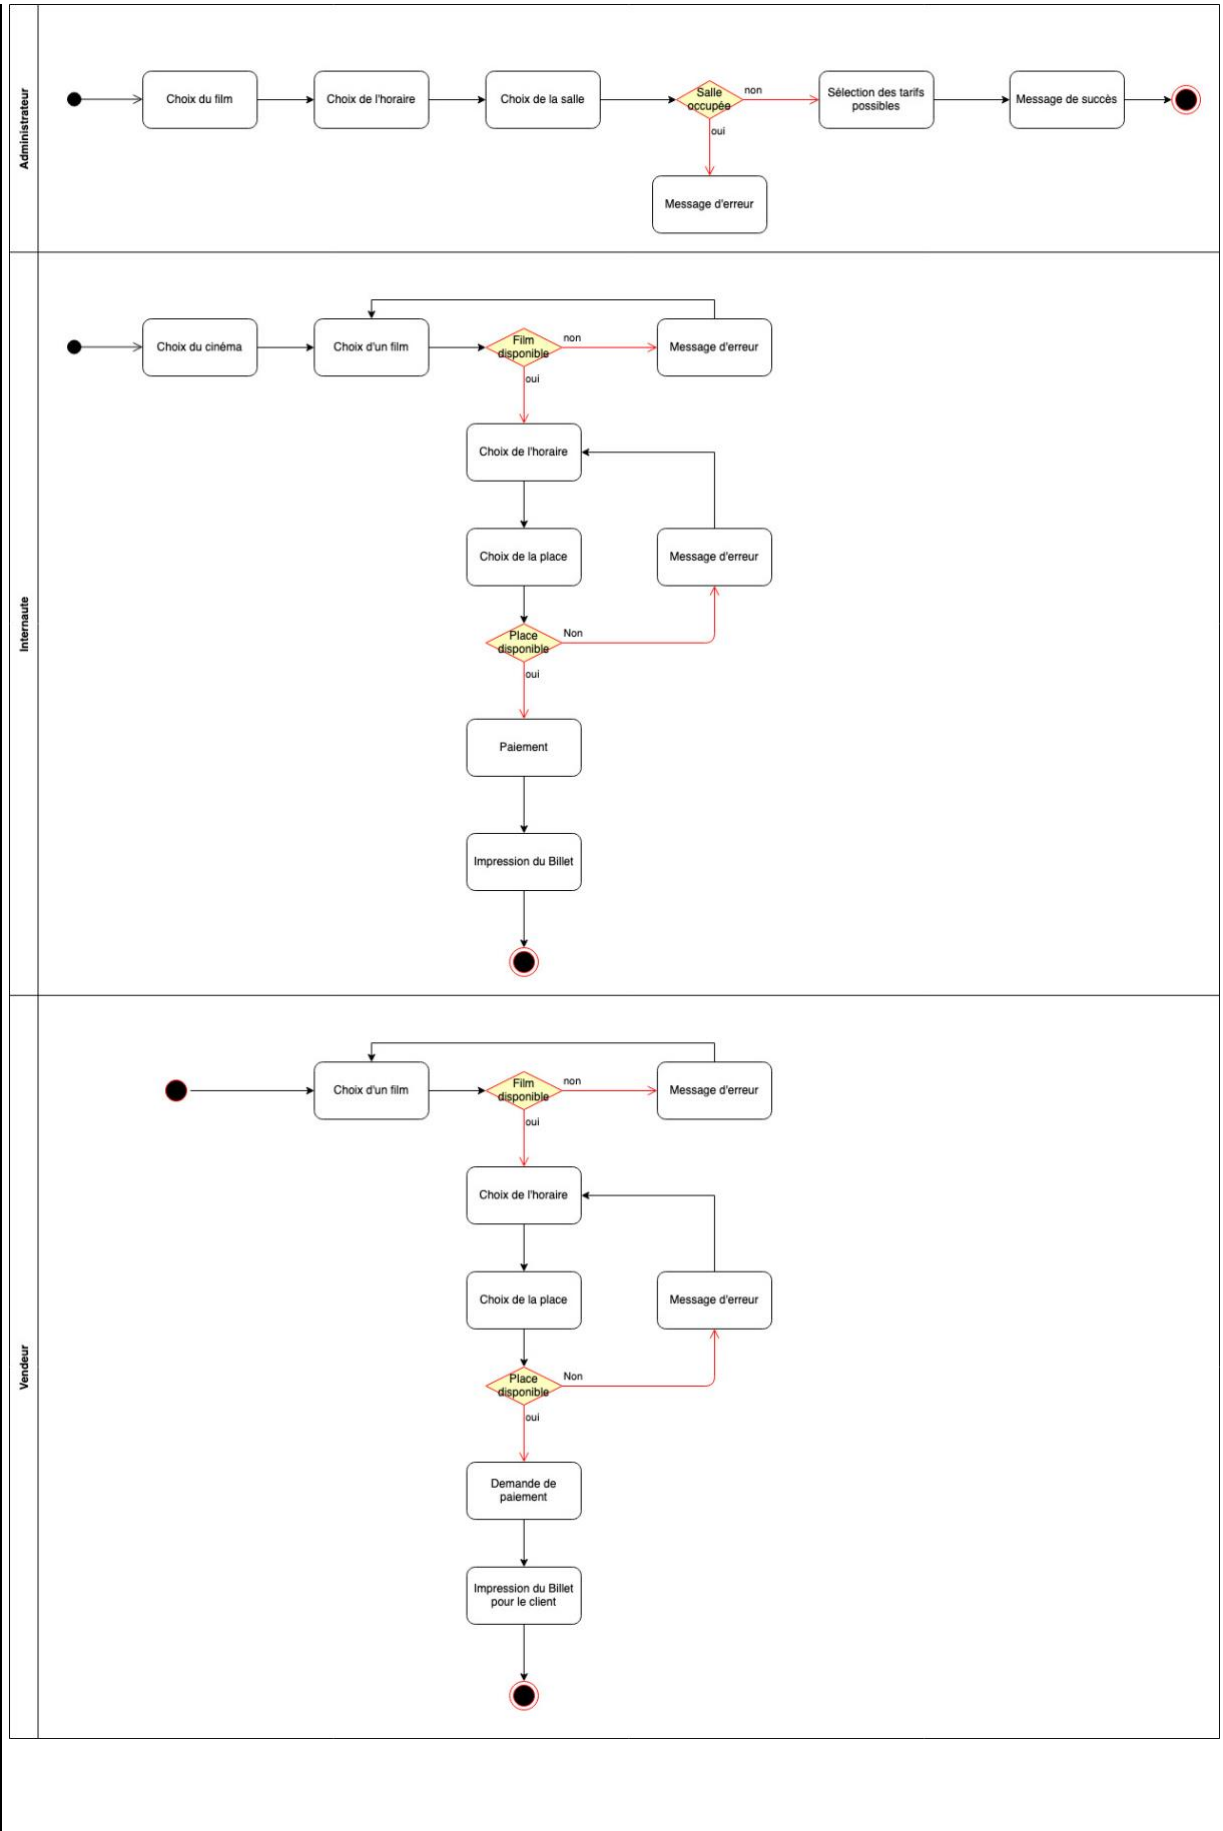 Administrateur
Choix du film
Choix de l'horaire
Choix de la salle
Salle
occupée
non
Sélection des tarifs
possibles
Message de succès
oui
Message d'erreur
Internaute
Choix du cinéma
Choix d'un film
Film
disponible
non
Message d'erreur
oui
Choix de l'horaire
Choix de la place
Message d'erreur
Place
disponible
Non
oui
Paiement
Impression du Billet
Vendeur
Choix d'un film
Film
disponible
non
Message d'erreur
oui
Choix de l'horaire
Choix de la place
Message d'erreur
Place
disponible
Non
oui
Demande de
paiement
Impression du Billet
pour le client